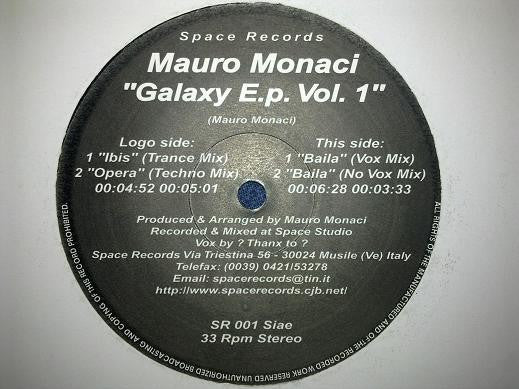 Space Records
Mauro Monaci
"Galaxy E.p. Vol. 1"
(Mauro Monaci)
Logo side:
1 "Ibis" (Trance Mix)
2 "Opera" (Techno Mix)
00:04:52 00:05:01
This side:
1 "Baila" (Vox Mix)
2 "Baila" (No Vox Mix)
00:06:28 00:03:33
Produced & Arranged by Mauro Monaci
Recorded & Mixed at Space Studio
Vox by ? Thanx to ?
Space Records Via Triestina 56 - 30024 Musile (Ve) Italy
Telefax: (0039) 0421/53278
Email: spacerecords@tin.it
http://www.spacerecords.cjb.net/
SR 001 Siae
33 Rpm Stereo
ALL RIGHTS OF THE MANUFACTURED AND OF THE RECORDED WORK RESERVED UNAUTHORIZED BROADCASTING AND COPYNG OF THIS RECORD PROHIBITED.